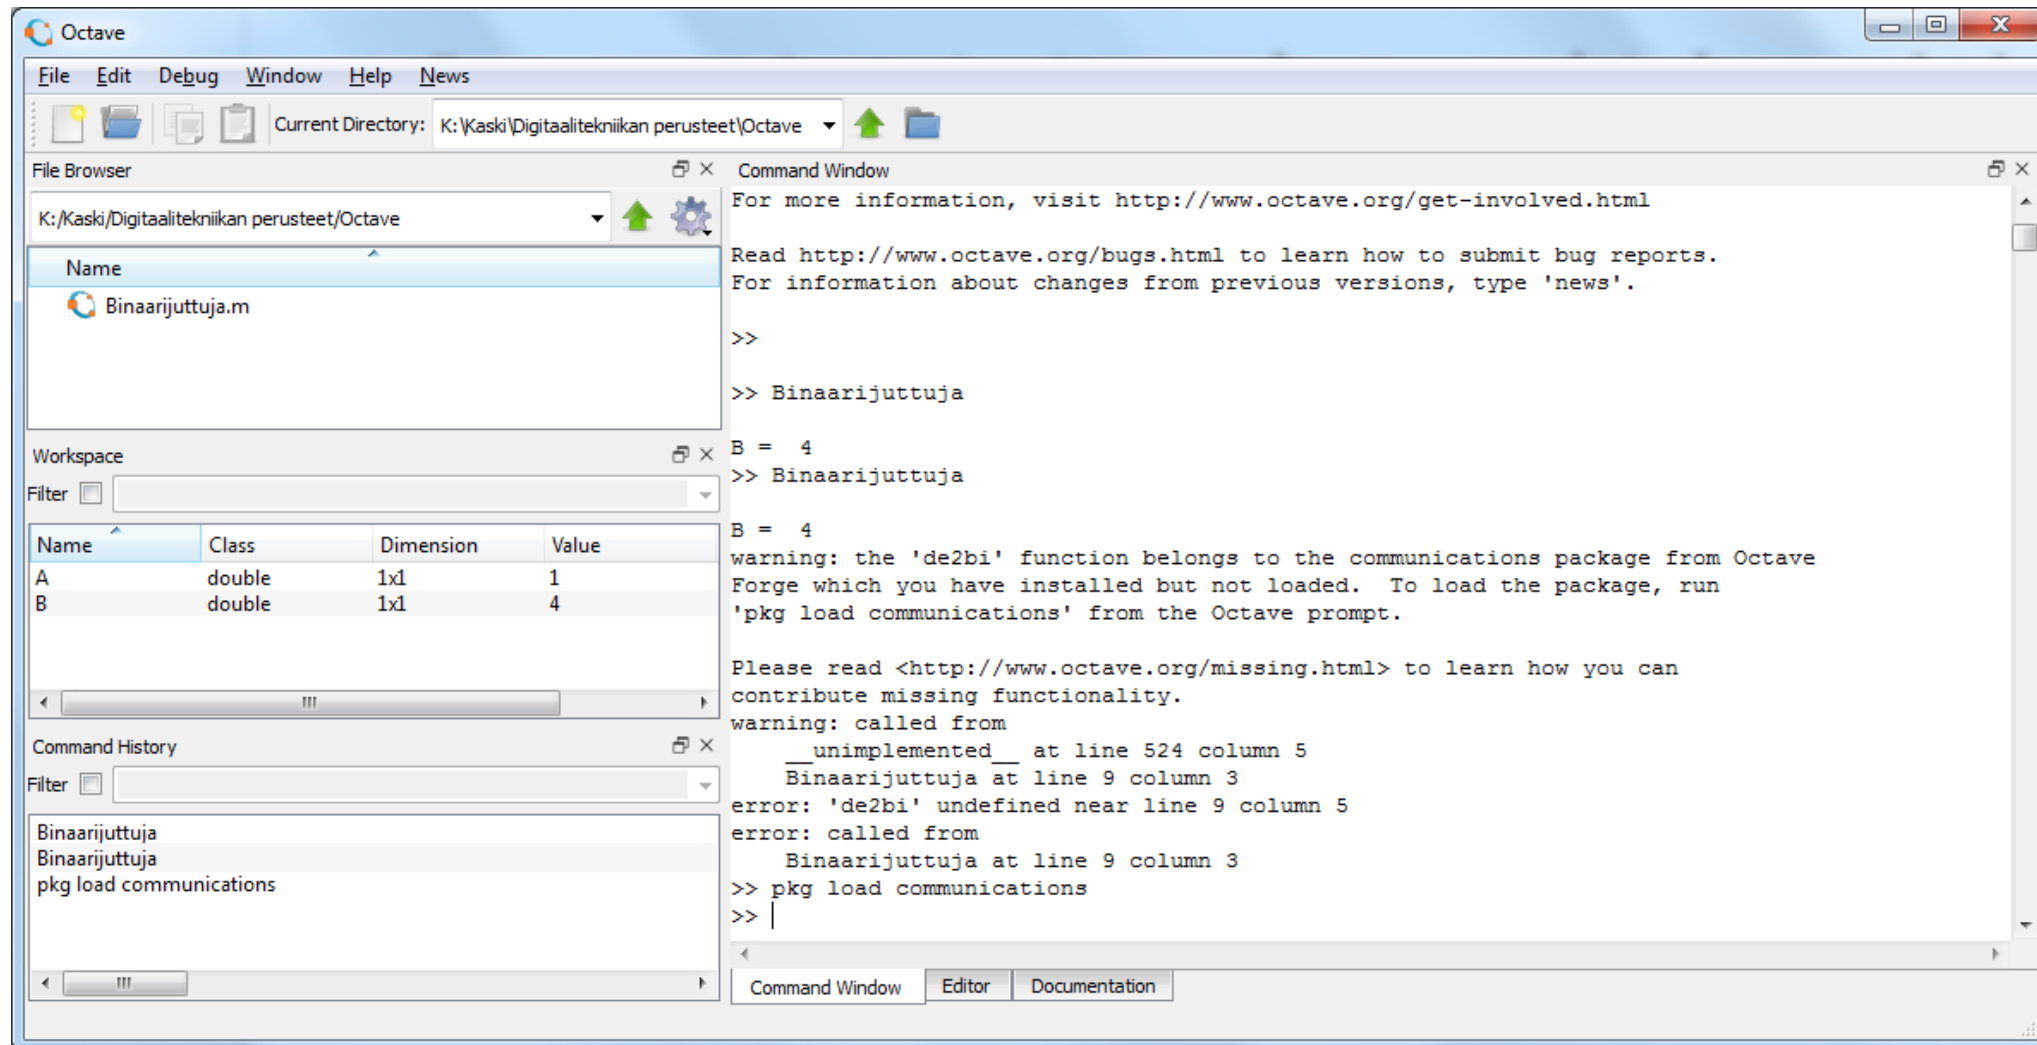 Octave
File Edit Debug Window Help News
Current Directory: K:\Kaski\Digitaalitekniikan perusteet\Octave
File Browser
K:/Kaski/Digitaalitekniikan perusteet/Octave
Name
Binaarijuttuja.m
Workspace
Filter
Name Class Dimension Value
A double 1x1 1
B double 1x1 4
Command History
Filter
Binaarijuttuja
Binaarijuttuja
pkg load communications
Command Window
For more information, visit http://www.octave.org/get-involved.html
Read http://www.octave.org/bugs.html to learn how to submit bug reports.
For information about changes from previous versions, type 'news'.
>>
>> Binaarijuttuja
B =  4
>> Binaarijuttuja
B =  4
warning: the 'de2bi' function belongs to the communications package from Octave
Forge which you have installed but not loaded.  To load the package, run
'pkg load communications' from the Octave prompt.
Please read <http://www.octave.org/missing.html> to learn how you can
contribute missing functionality.
warning: called from
    __unimplemented__ at line 524 column 5
    Binaarijuttuja at line 9 column 3
error: 'de2bi' undefined near line 9 column 5
error: called from
    Binaarijuttuja at line 9 column 3
>> pkg load communications
>>
Command Window Editor Documentation